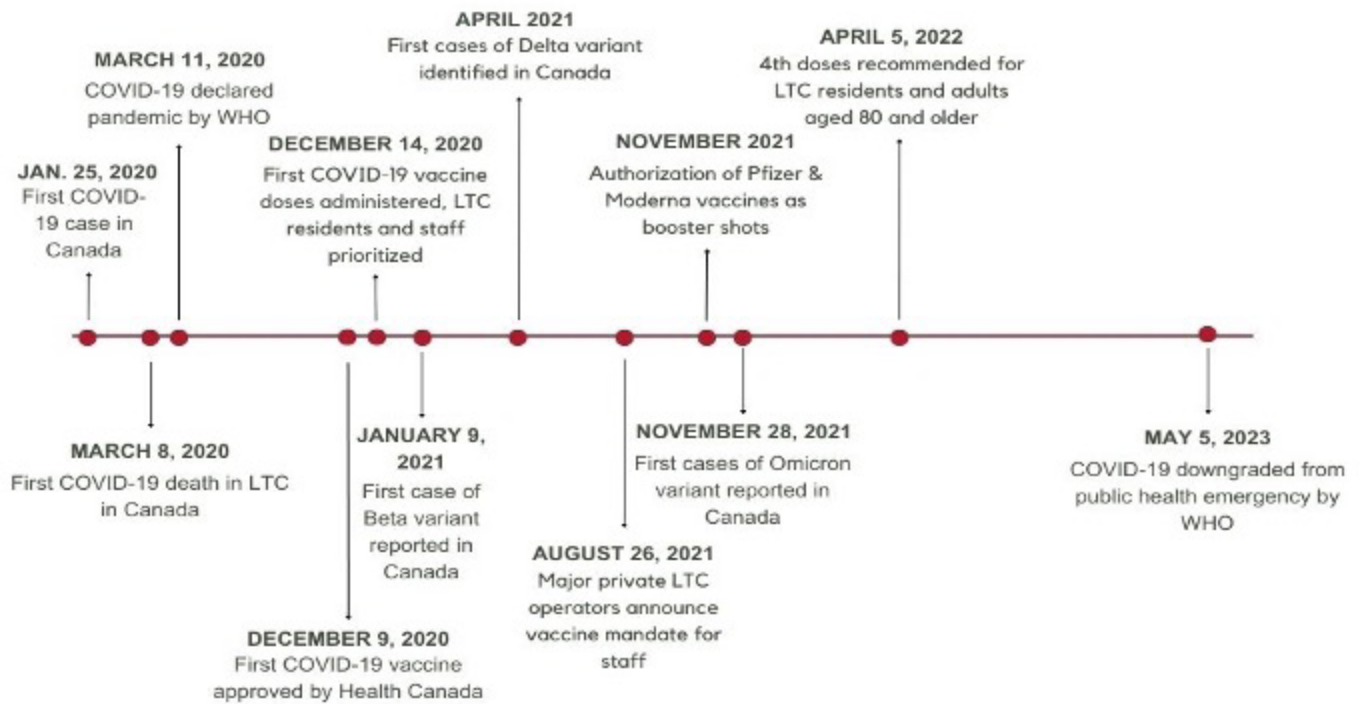 JAN. 25, 2020
First COVID-
19 case in
Canada
MARCH 8, 2020
First COVID-19 death in LTC
in Canada
MARCH 11, 2020
COVID-19 declared
pandemic by WHO
DECEMBER 9, 2020
First COVID-19 vaccine
approved by Health Canada
DECEMBER 14, 2020
First COVID-19 vaccine
doses administered, LTC
residents and staff
prioritized
JANUARY 9,
2021
First case of
Beta variant
reported in
Canada
APRIL 2021
First cases of Delta variant
identified in Canada
AUGUST 26, 2021
Major private LTC
operators announce
vaccine mandate for
staff
NOVEMBER 2021
Authorization of Pfizer &
Moderna vaccines as
booster shots
NOVEMBER 28, 2021
First cases of Omicron
variant reported in
Canada
APRIL 5, 2022
4th doses recommended for
LTC residents and adults
aged 80 and older
MAY 5, 2023
COVID-19 downgraded from
public health emergency by
WHO